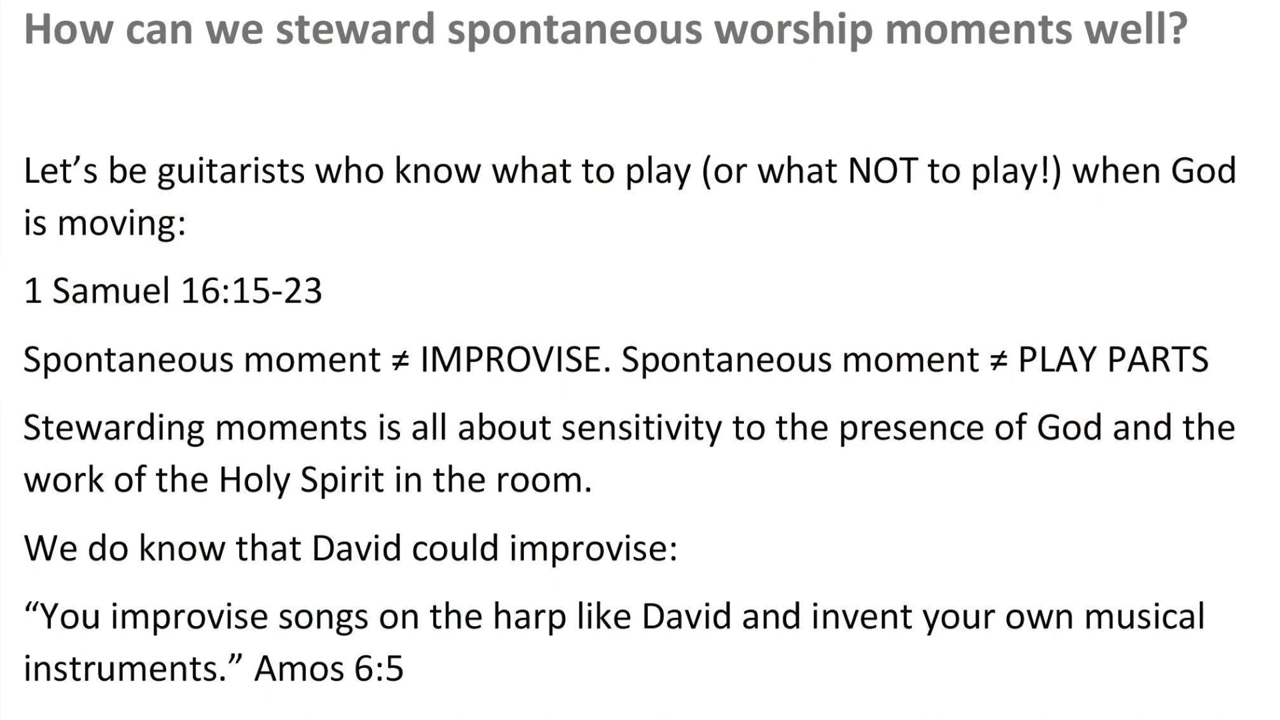 How can we steward spontaneous worship moments well?
Let’s be guitarists who know what to play (or what NOT to play!) when God
is moving:
1 Samuel 16:15-23
Spontaneous moment ≠ IMPROVISE. Spontaneous moment ≠ PLAY PARTS
Stewarding moments is all about sensitivity to the presence of God and the
work of the Holy Spirit in the room.
We do know that David could improvise:
“You improvise songs on the harp like David and invent your own musical
instruments.” Amos 6:5